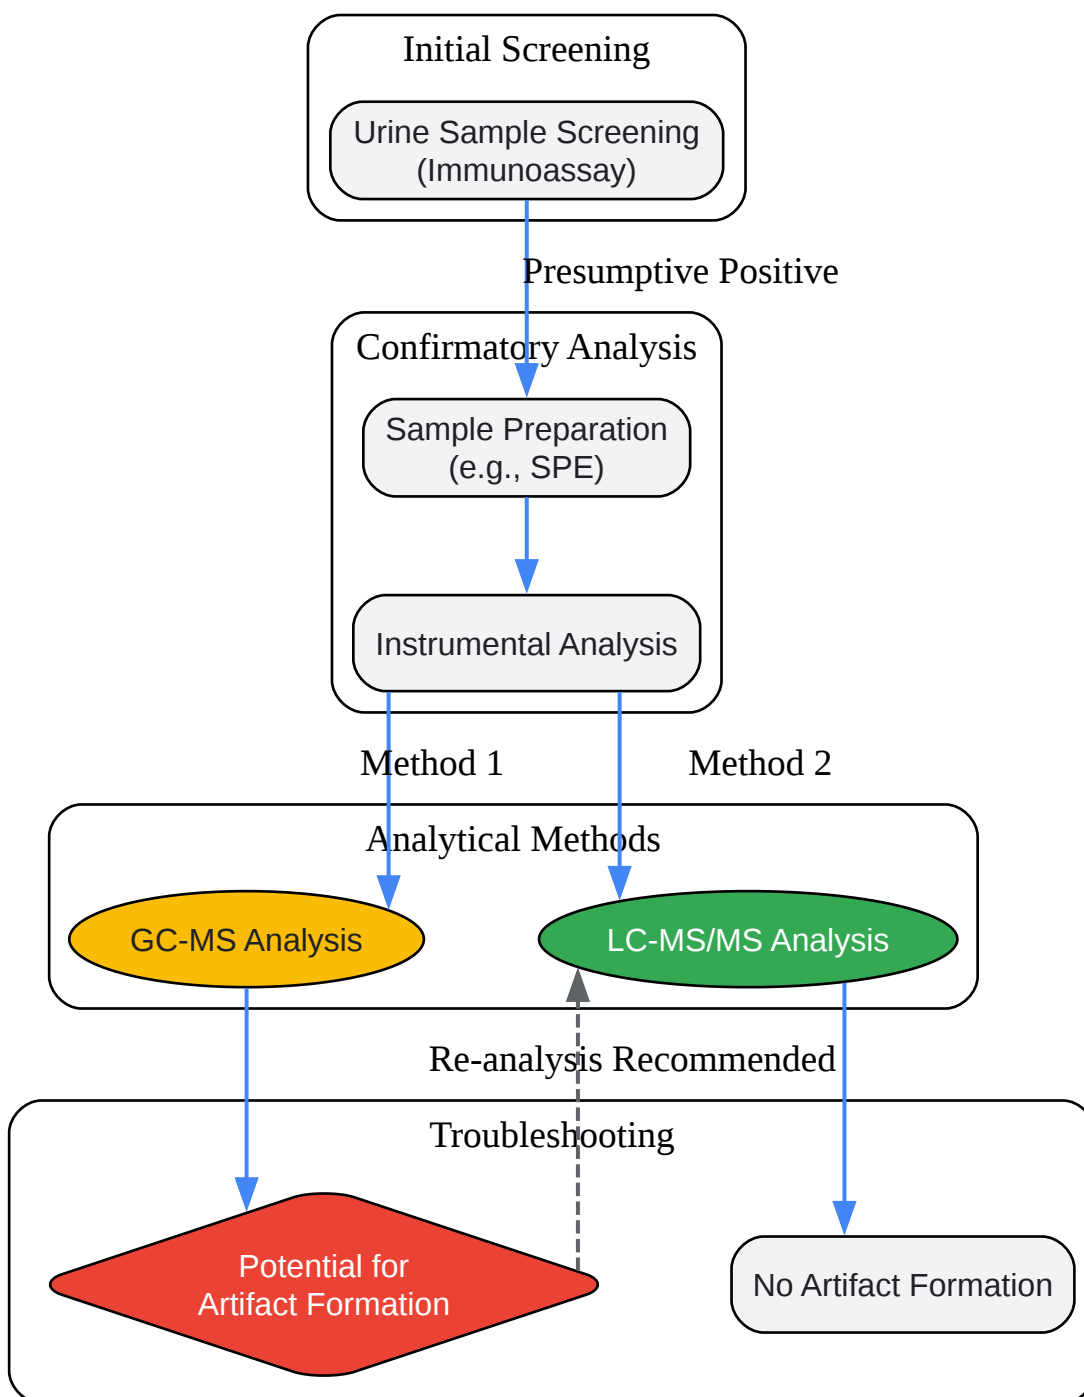 Initial Screening
Urine Sample Screening
(Immunoassay)
Presumptive Positive
Confirmatory Analysis
Sample Preparation
(e.g., SPE)
Instrumental Analysis
Method 1
Method 2
Analytical Methods
GC-MS Analysis
LC-MS/MS Analysis
Re-analysis Recommended
Troubleshooting
Potential for
Artifact Formation
No Artifact Formation